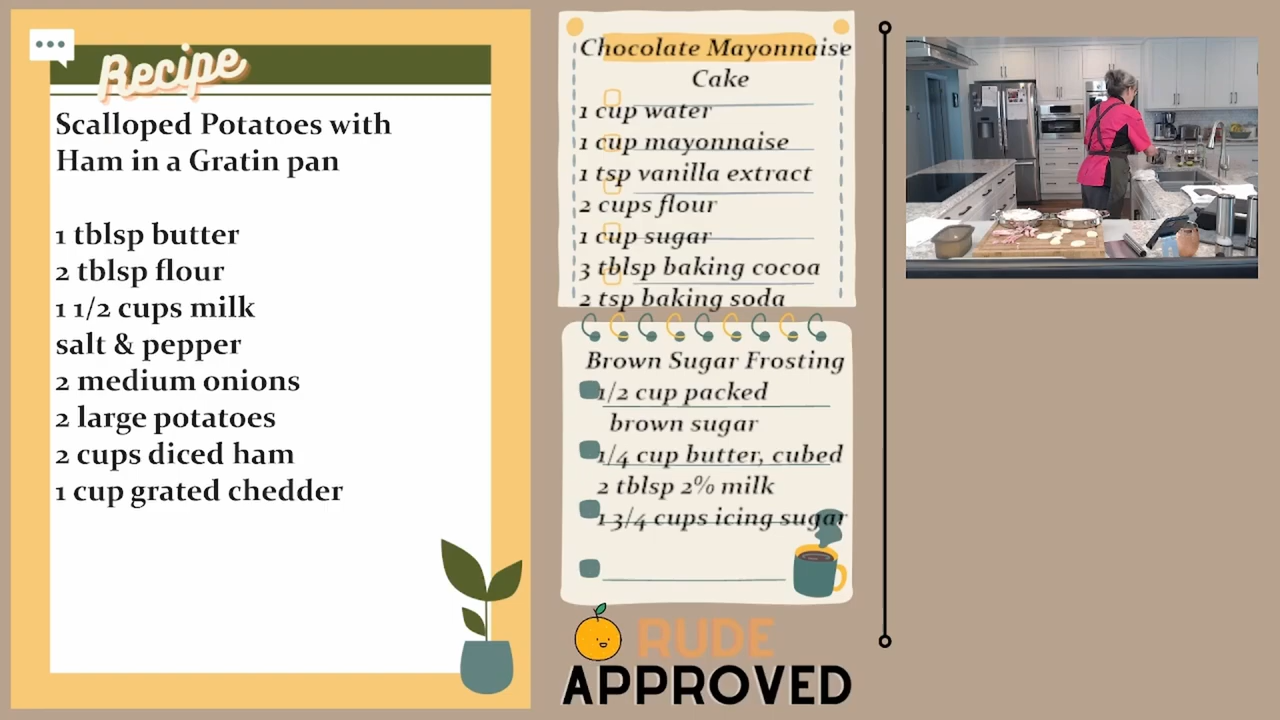 Recipe
Scalloped Potatoes with
Ham in a Gratin pan
1 tblsp butter
2 tblsp flour
1 1/2 cups milk
salt & pepper
2 medium onions
2 large potatoes
2 cups diced ham
1 cup grated chedder
Chocolate Mayonnaise
Cake
1 cup water
1 cup mayonnaise
1 tsp vanilla extract
2 cups flour
1 cup sugar
3 tblsp baking cocoa
2 tsp baking soda
Brown Sugar Frosting
1/2 cup packed
brown sugar
1/4 cup butter, cubed
2 tblsp 2% milk
1 3/4 cups icing sugar
RUDE
APPROVED